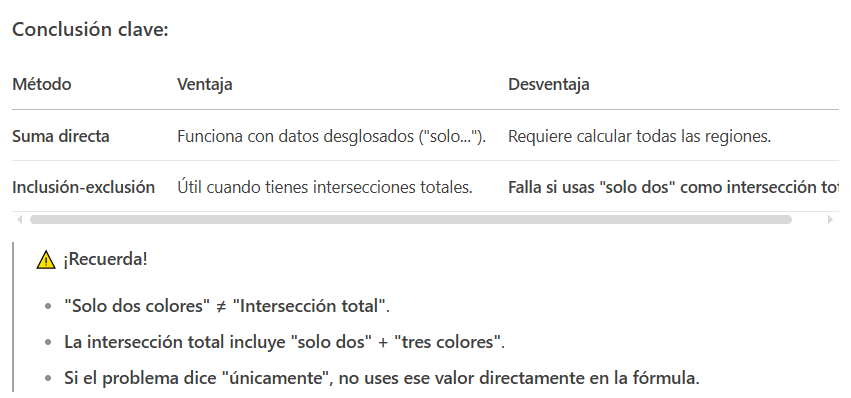 Conclusión clave:
Método Ventaja Desventaja
Suma directa Funciona con datos desglosados ("solo..."). Requiere calcular todas las regiones.
Inclusión-exclusión Útil cuando tienes intersecciones totales. Falla si usas "solo dos" como intersección
⚠️ ¡Recuerda!
• "Solo dos colores" ≠ "Intersección total".
• La intersección total incluye "solo dos" + "tres colores".
• Si el problema dice "únicamente", no uses ese valor directamente en la fórmula.